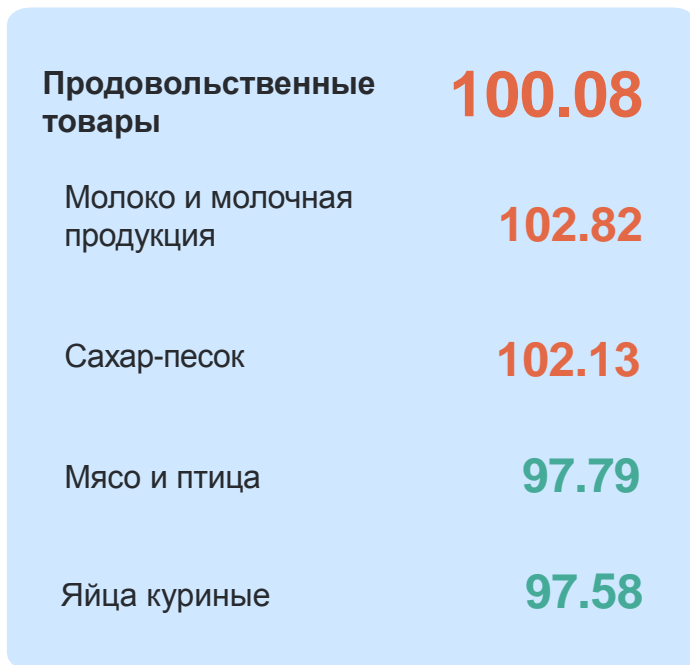 Продовольственные 100.08
товары
Молоко и молочная
продукция 102.82
Сахар-песок 102.13
Мясо и птица 97.79
Яйца куриные 97.58